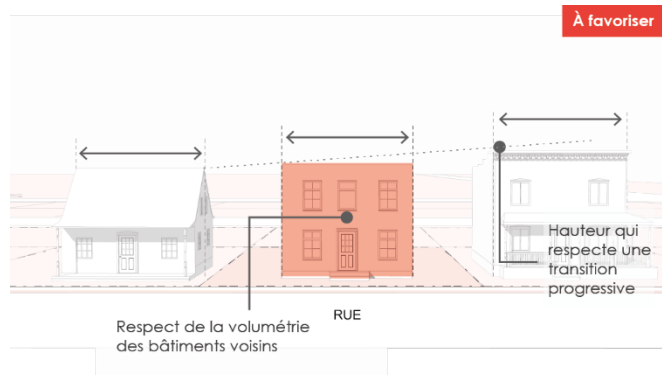 À favoriser
Hauteur qui
respecte une
transition
progressive
RUE
Respect de la volumétrie
des bâtiments voisins